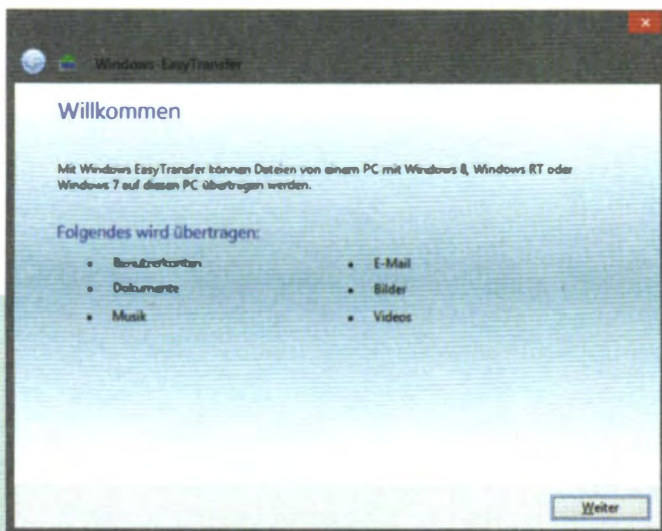 Windows-EasyTransfer
Willkommen
Mit Windows EasyTransfer können Dateien von einem PC mit Windows 8, Windows RT oder
Windows 7 auf diesen PC übertragen werden.
Folgendes wird übertragen:
• Benutzerkonten
• E-Mail
• Dokumente
• Bilder
• Musik
• Videos
Weiter